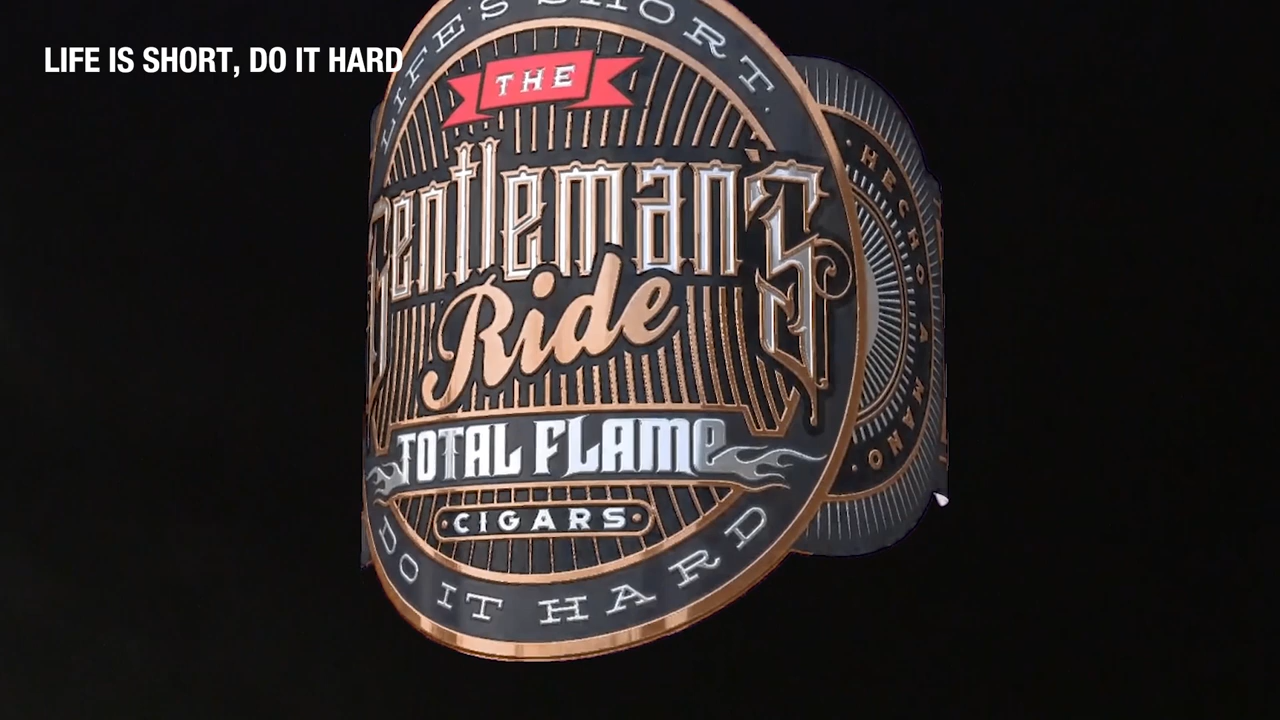 LIFE IS SHORT, DO IT HARD
LIFE'S SHORT.
THE
Gentleman's
Ride
TOTAL FLAME
·CIGARS·
DO IT HARD
·HECHO A MANO·